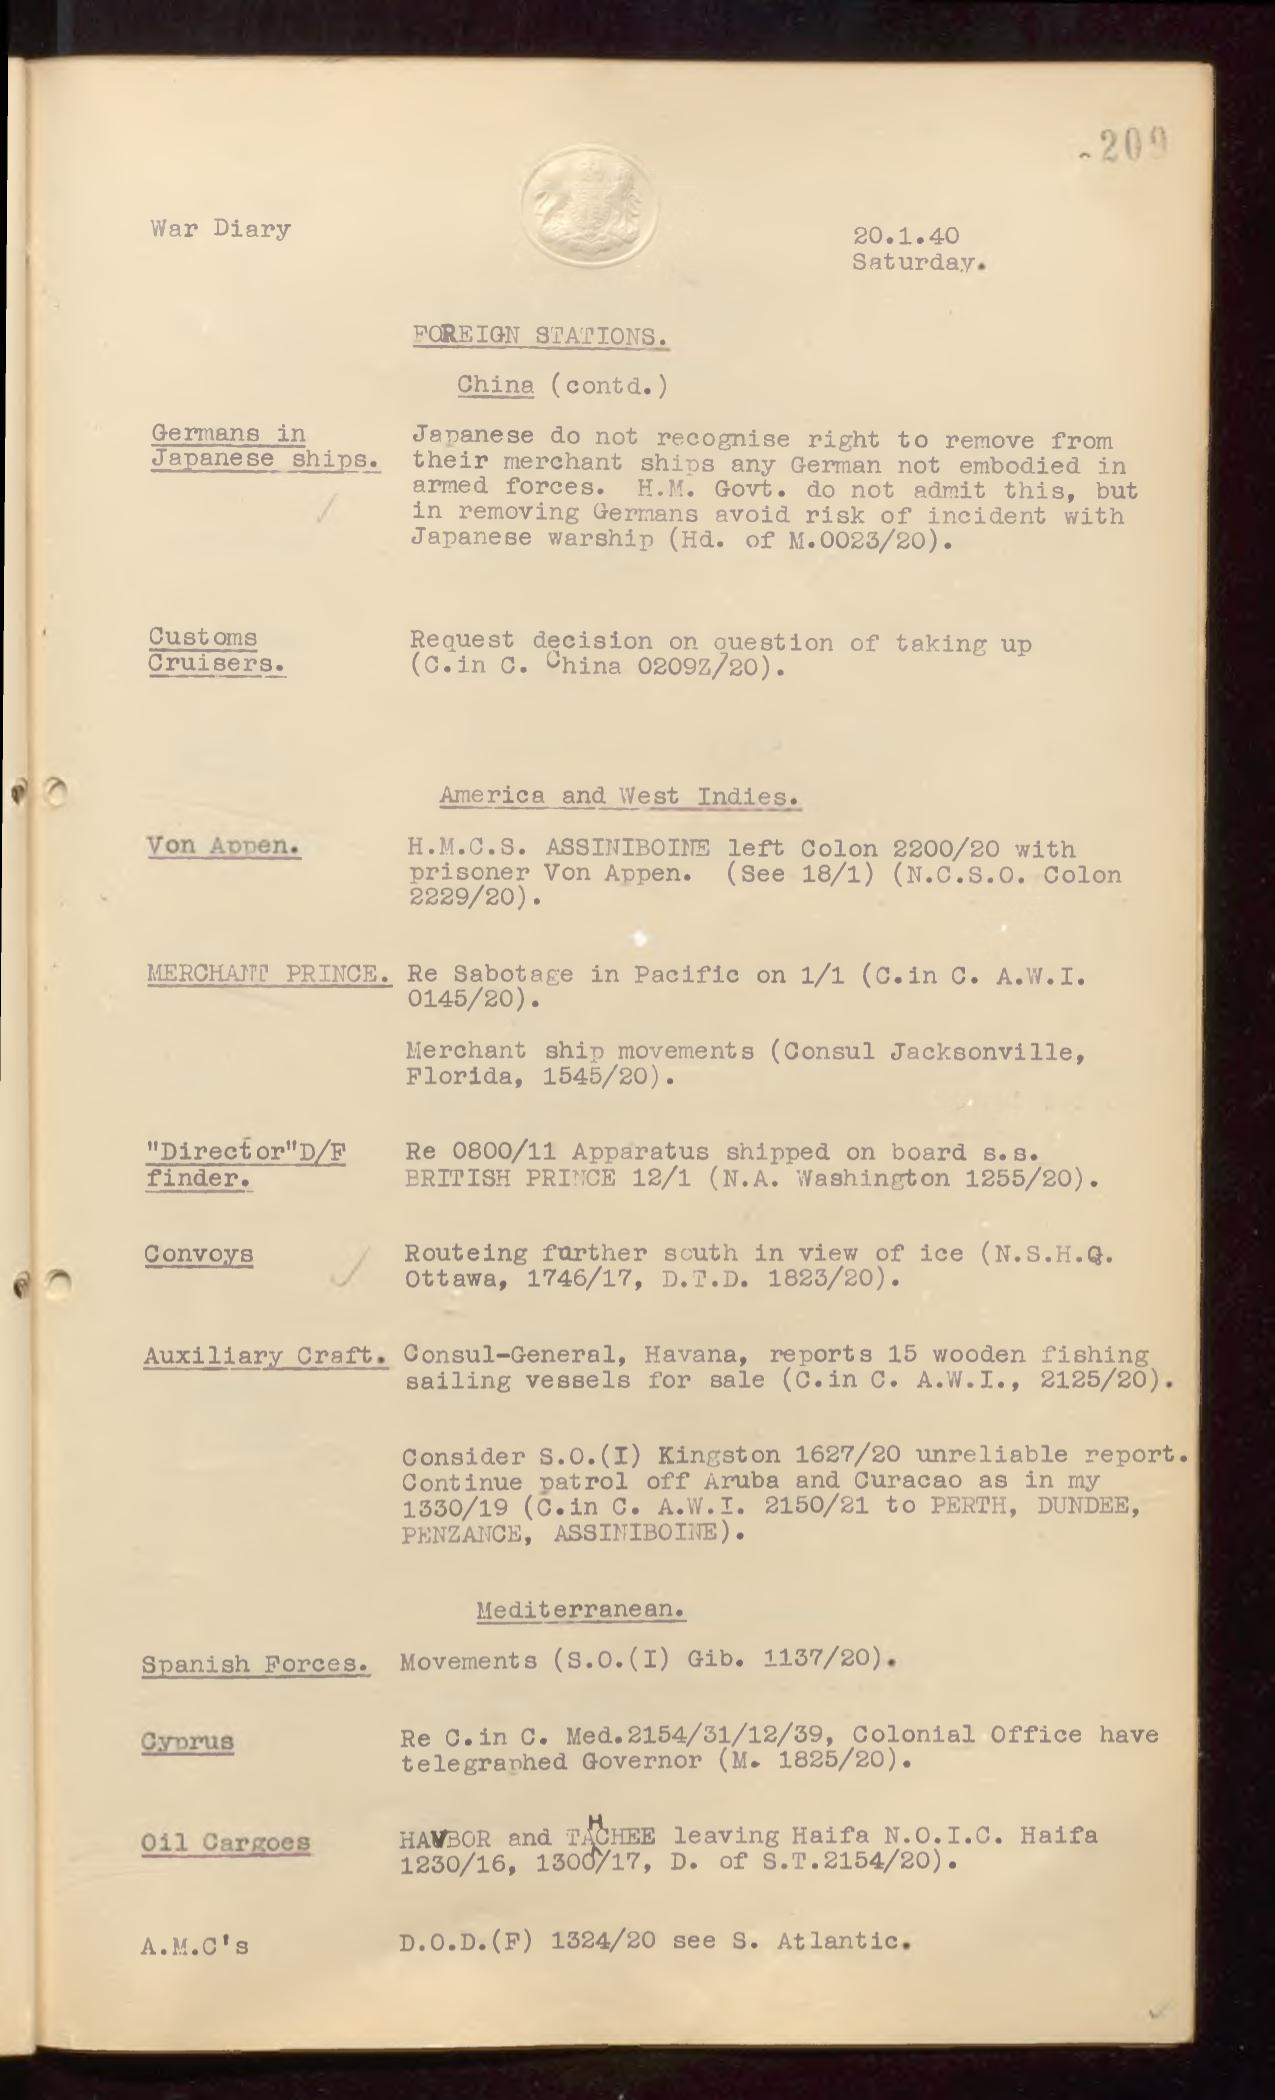 209
War Diary
20.1.40
Saturday.
FOREIGN STATIONS.
China (contd.)
Germans in
Japanese ships.
Japanese do not recognise right to remove from
their merchant ships any German not embodied in
armed forces. H.M. Govt. do not admit this, but
in removing Germans avoid risk of incident with
Japanese warship (Hd. of M.0023/20).
Customs
Cruisers.
Request decision on question of taking up
(C.in C. China 0209Z/20).
America and West Indies.
Von Appen.
H.M.C.S. ASSINIBOINE left Colon 2200/20 with
prisoner Von Appen. (See 18/1) (N.C.S.O. Colon
2229/20).
MERCHANT PRINCE.
Re Sabotage in Pacific on 1/1 (C.in C. A.W.I.
0145/20).
Merchant ship movements (Consul Jacksonville,
Florida, 1545/20).
"Director"D/F
finder.
Re 0800/11 Apparatus shipped on board s.s.
BRITISH PRINCE 12/1 (N.A. Washington 1255/20).
Convoys
Routeing further south in view of ice (N.S.H.Q.
Ottawa, 1746/17, D.T.D. 1823/20).
Auxiliary Craft.
Consul-General, Havana, reports 15 wooden fishing
sailing vessels for sale (C.in C. A.W.I., 2125/20).
Consider S.O.(I) Kingston 1627/20 unreliable report.
Continue patrol off Aruba and Curacao as in my
1330/19 (C.in C. A.W.I. 2150/21 to PERTH, DUNDEE,
PENZANCE, ASSINIBOINE).
Mediterranean.
Spanish Forces.
Movements (S.O.(I) Gib. 1137/20).
Cyprus
Re C.in C. Med.2154/31/12/39, Colonial Office have
telegraphed Governor (M. 1825/20).
Oil Cargoes
HAVBOR and TAHCHEE leaving Haifa N.O.I.C. Haifa
1230/16, 1300/17, D. of S.T.2154/20).
A.M.C's
D.O.D.(F) 1324/20 see S. Atlantic.